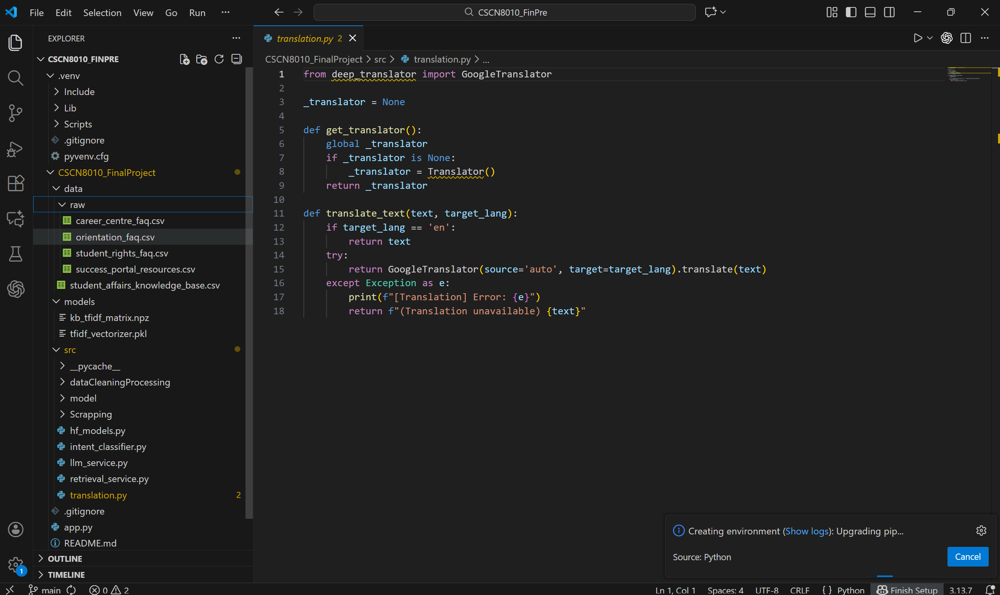 File Edit Selection View Go Run ...
CSCN8010_FinPre
EXPLORER
CSCN8010_FINPRE
.venv
Include
Lib
Scripts
.gitignore
pyvenv.cfg
CSCN8010_FinalProject
data
raw
career_centre_faq.csv
orientation_faq.csv
student_rights_faq.csv
success_portal_resources.csv
student_affairs_knowledge_base.csv
models
kb_tfidf_matrix.npz
tfidf_vectorizer.pkl
src
__pycache__
dataCleaningProcessing
model
Scrapping
hf_models.py
intent_classifier.py
llm_service.py
retrieval_service.py
translation.py 2
.gitignore
app.py
README.md
OUTLINE
TIMELINE
1
translation.py 2
CSCN8010_FinalProject > src > translation.py > ...
1 from deep_translator import GoogleTranslator
2
3 _translator = None
4
5 def get_translator():
6     global _translator
7     if _translator is None:
8         _translator = Translator()
9     return _translator
10
11 def translate_text(text, target_lang):
12     if target_lang == 'en':
13         return text
14     try:
15         return GoogleTranslator(source='auto', target=target_lang).translate(text)
16     except Exception as e:
17         print(f"[Translation] Error: {e}")
18         return f"(Translation unavailable) {text}"
Creating environment (Show logs): Upgrading pip...
Source: Python
Cancel
main 0 2 Ln 1, Col 1 Spaces: 4 UTF-8 CRLF { } Python Finish Setup 3.13.7